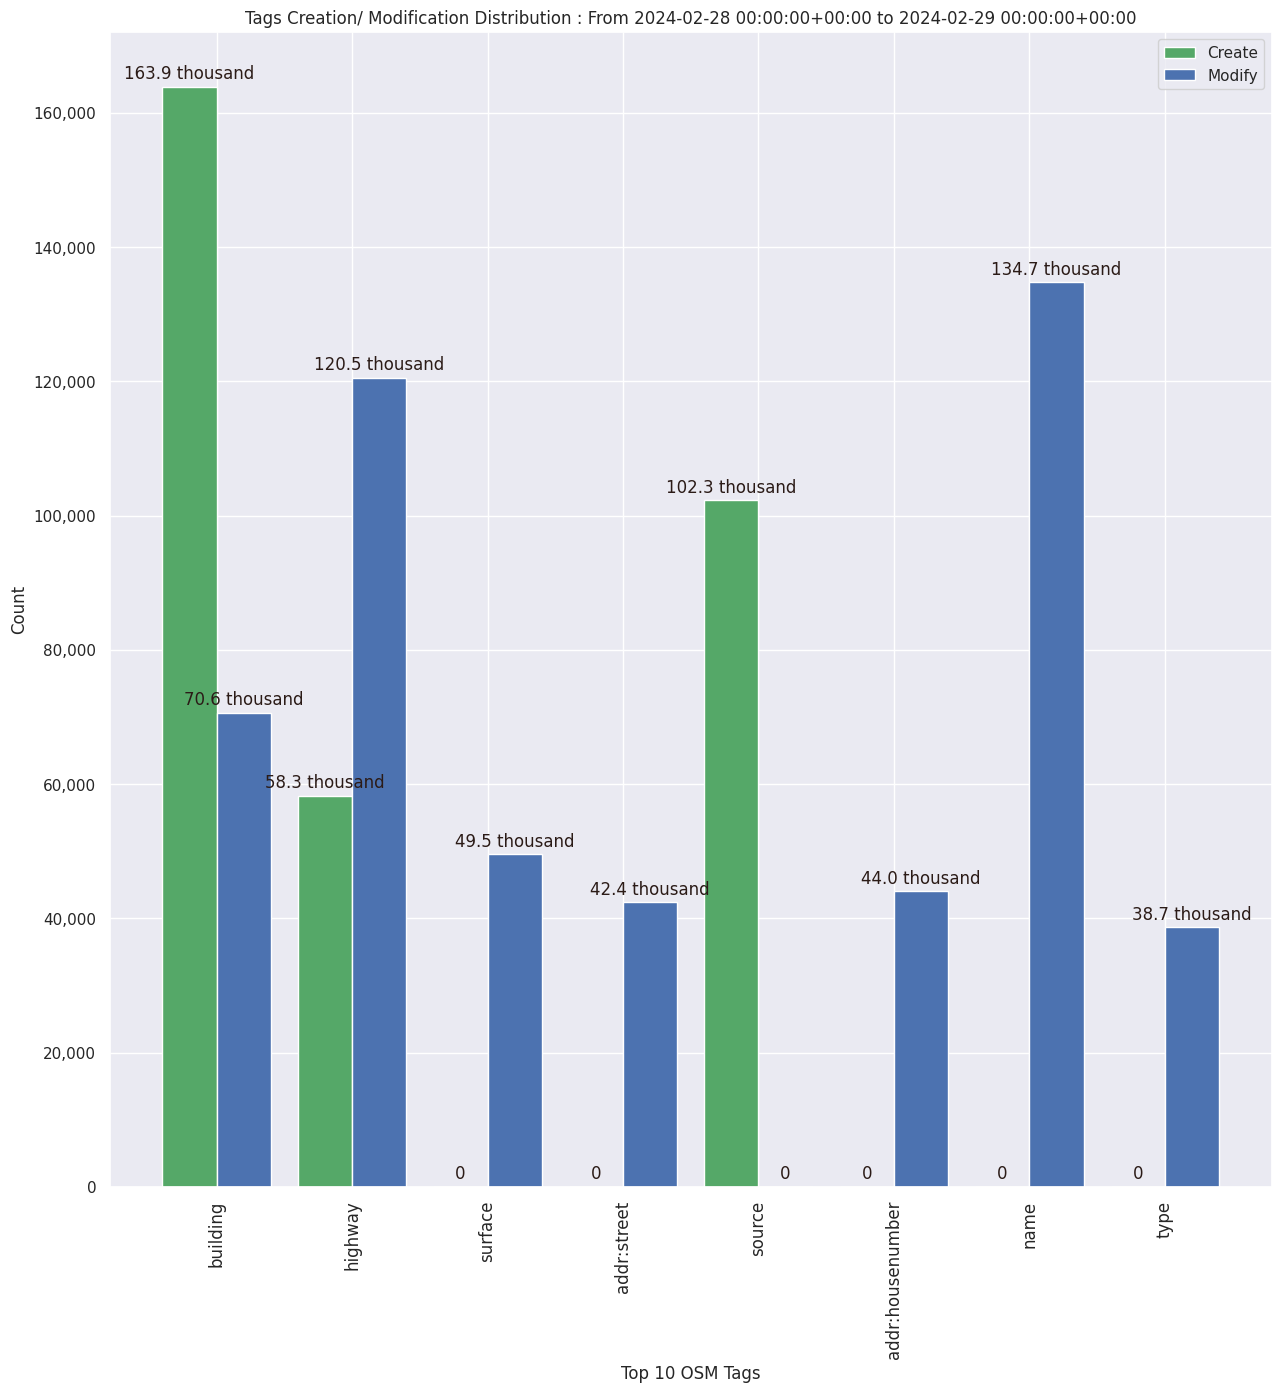 Tags Creation/ Modification Distribution : From 2024-02-28 00:00:00+00:00 to 2024-02-29 00:00:00+00:00
Create
Modify
163.9 thousand
70.6 thousand
58.3 thousand
120.5 thousand
0
49.5 thousand
0
42.4 thousand
102.3 thousand
0
0
44.0 thousand
0
134.7 thousand
0
38.7 thousand
160,000
140,000
120,000
100,000
80,000
60,000
40,000
20,000
0
Count
building
highway
surface
addr:street
source
addr:housenumber
name
type
Top 10 OSM Tags